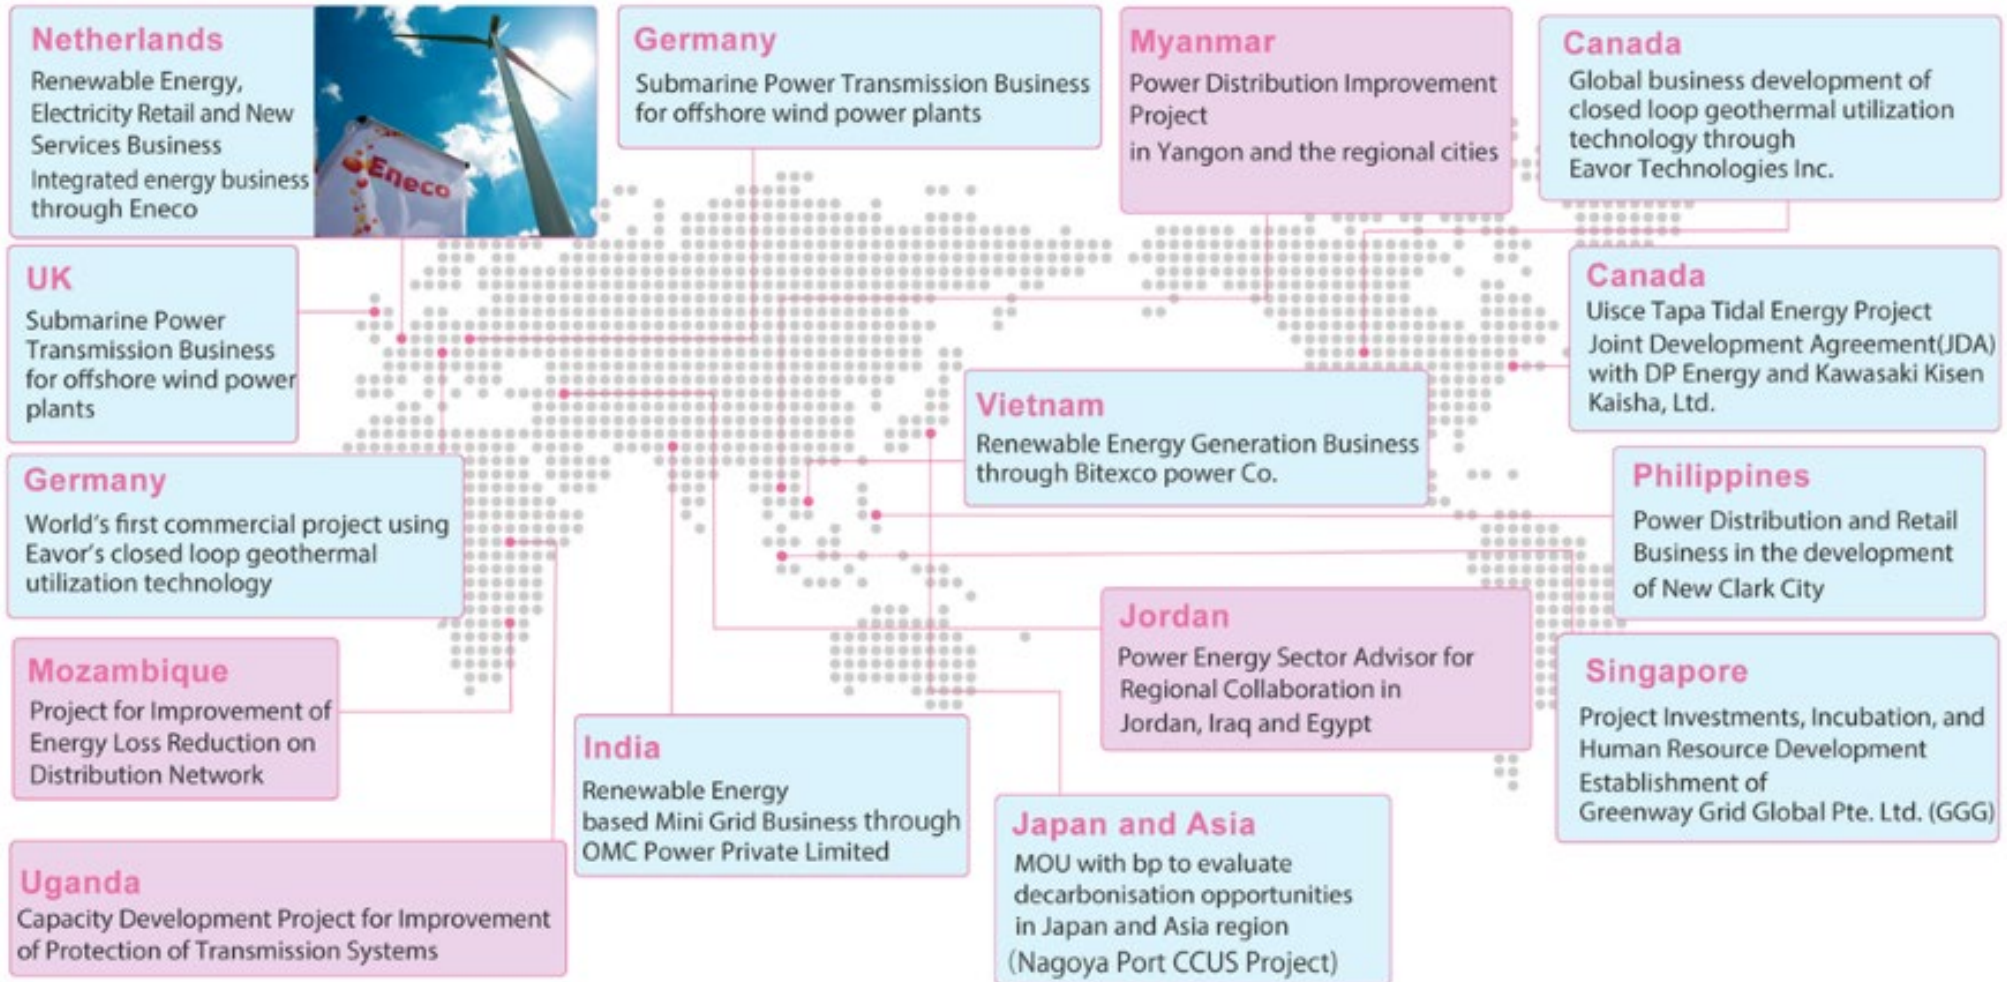 Netherlands
Renewable Energy,
Electricity Retail and New
Services Business
Integrated energy business
through Eneco
Eneco
Germany
Submarine Power Transmission Business
for offshore wind power plants
Myanmar
Power Distribution Improvement
Project
in Yangon and the regional cities
Canada
Global business development of
closed loop geothermal utilization
technology through
Eavor Technologies Inc.
UK
Submarine Power
Transmission Business
for offshore wind power
plants
Canada
Uisce Tapa Tidal Energy Project
Joint Development Agreement(JDA)
with DP Energy and Kawasaki Kisen
Kaisha, Ltd.
Vietnam
Renewable Energy Generation Business
through Bitexco power Co.
Germany
World's first commercial project using
Eavor's closed loop geothermal
utilization technology
Philippines
Power Distribution and Retail
Business in the development
of New Clark City
Jordan
Power Energy Sector Advisor for
Regional Collaboration in
Jordan, Iraq and Egypt
Mozambique
Project for Improvement of
Energy Loss Reduction on
Distribution Network
Singapore
Project Investments, Incubation, and
Human Resource Development
Establishment of
Greenway Grid Global Pte. Ltd. (GGG)
India
Renewable Energy
based Mini Grid Business through
OMC Power Private Limited
Japan and Asia
MOU with bp to evaluate
decarbonisation opportunities
in Japan and Asia region
(Nagoya Port CCUS Project)
Uganda
Capacity Development Project for Improvement
of Protection of Transmission Systems